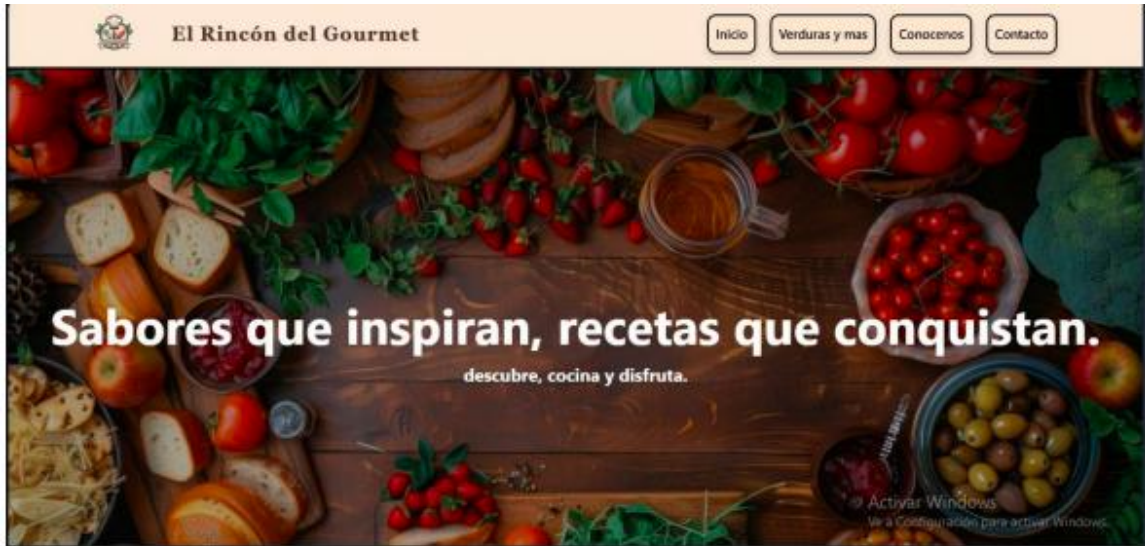 El Rincón del Gourmet
Inicio
Verduras y mas
Conocenos
Contacto
Sabores que inspiran, recetas que conquistan.
descubre, cocina y disfruta.
Activar Windows
Ve a Configuración para activar Windows.